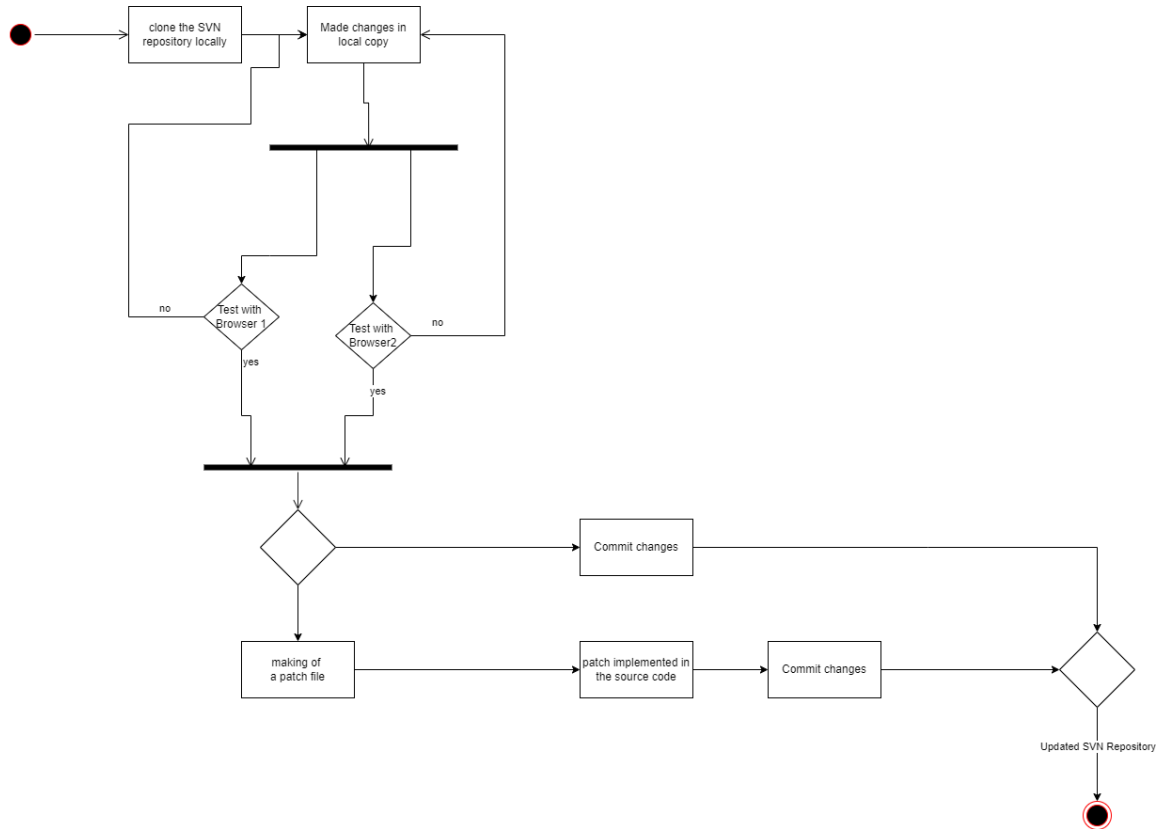 clone the SVN
repository locally
Made changes in
local copy
Test with
Browser 1
no
yes
Test with
Browser2
no
yes
Commit changes
making of
a patch file
patch implemented in
the source code
Commit changes
Updated SVN Repository